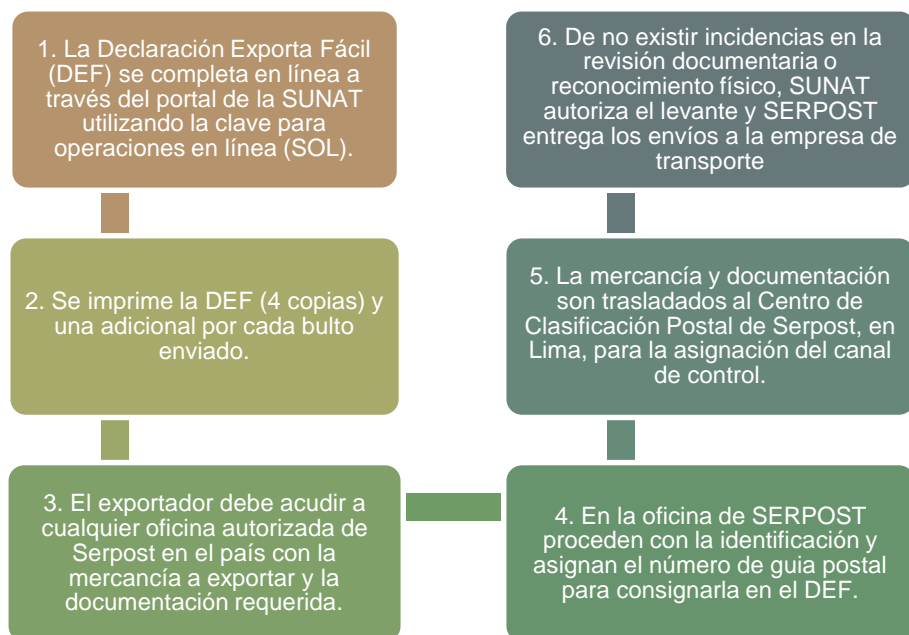 1. La Declaración Exporta Fácil
(DEF) se completa en línea a
través del portal de la SUNAT
utilizando la clave para
operaciones en línea (SOL).
2. Se imprime la DEF (4 copias) y
una adicional por cada bulto
enviado.
3. El exportador debe acudir a
cualquier oficina autorizada de
Serpost en el país con la
mercancía a exportar y la
documentación requerida.
4. En la oficina de SERPOST
proceden con la identificación y
asignan el número de guia postal
para consignarla en el DEF.
5. La mercancía y documentación
son trasladados al Centro de
Clasificación Postal de Serpost, en
Lima, para la asignación del canal
de control.
6. De no existir incidencias en la
revisión documentaria o
reconocimiento físico, SUNAT
autoriza el levante y SERPOST
entrega los envíos a la empresa de
transporte